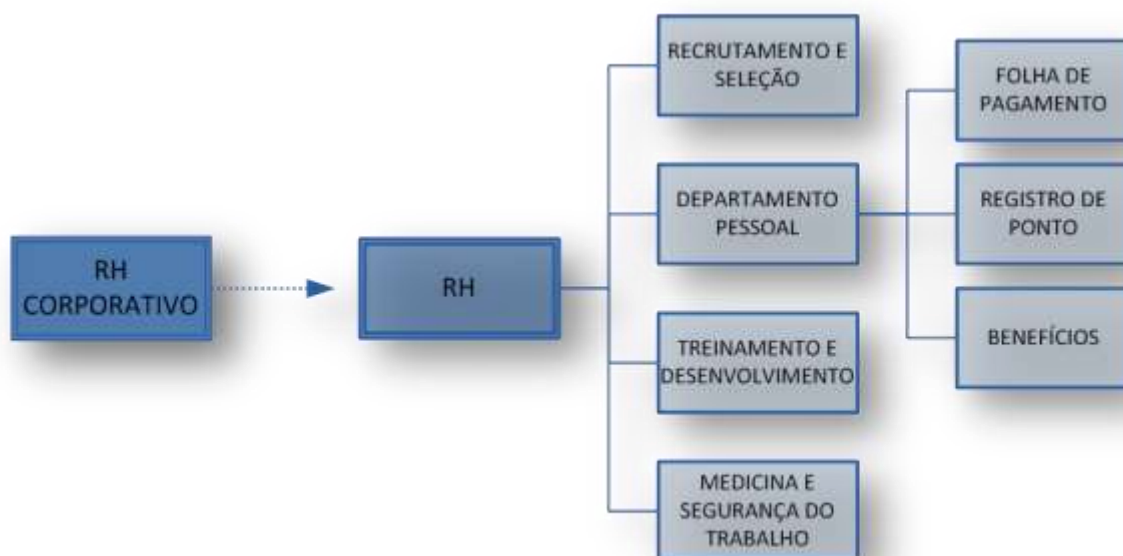 RH
CORPORATIVO
RH
RECRUTAMENTO E
SELEÇÃO
DEPARTAMENTO
PESSOAL
TREINAMENTO E
DESENVOLVIMENTO
MEDICINA E
SEGURANÇA DO
TRABALHO
FOLHA DE
PAGAMENTO
REGISTRO DE
PONTO
BENEFÍCIOS